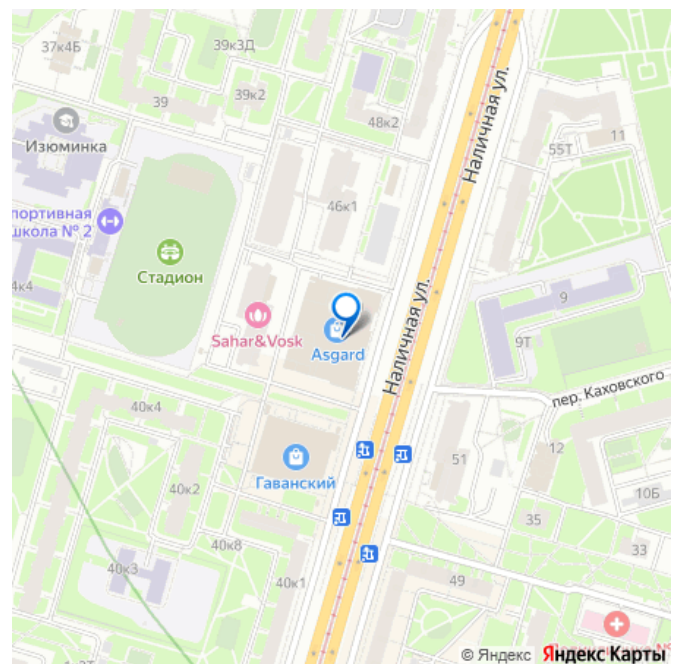 37к4Б
39к3Д
39
39к2
48к2
Наличная ул.
55Т
11
Изюминка
портивная
школа № 2
46к1
Стадион
4к4
Sahar&Vosk
Asgard
Наличная ул.
9
9Т
пер. Каховского
40к4
Гаванский
51
12
40к2
10Б
40к8
35
33
40к3
40к1
49
© Яндекс Яндекс Карты